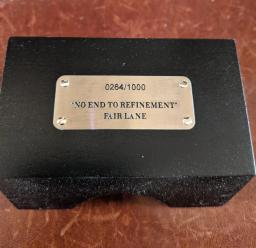 0264/1000
"NO END TO REFINEMENT"
FAIR LANE